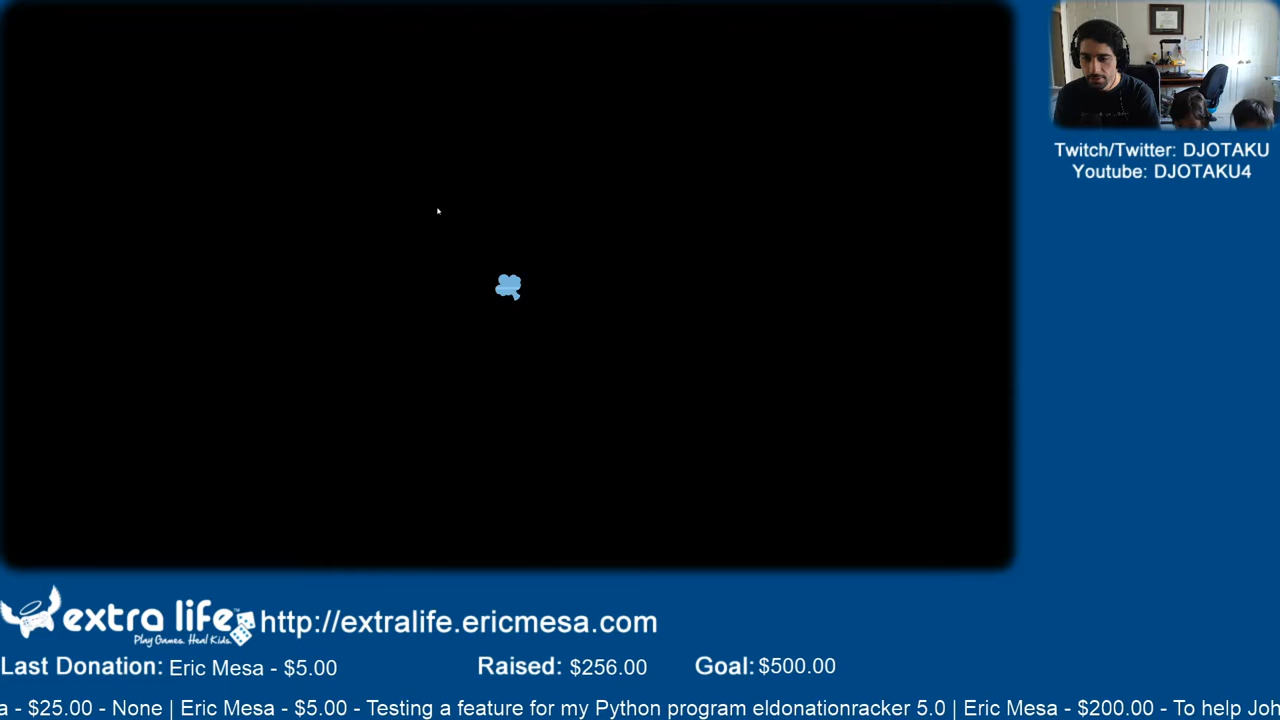 Twitch/Twitter: DJOTAKU
Youtube: DJOTAKU4
extra life
Play Games. Heal Kids.
http://extralife.ericmesa.com
Last Donation: Eric Mesa - $5.00
Raised: $256.00
Goal: $500.00
a - $25.00 - None | Eric Mesa - $5.00 - Testing a feature for my Python program eldonationracker 5.0 | Eric Mesa - $200.00 - To help Joh